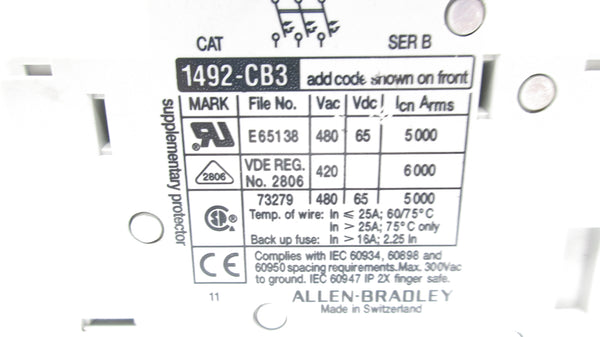 CAT SER B
1492-CB3 add code shown on front
MARK File No. Vac Vdc Icn Arms
E65138 480 65 5000
VDE REG. No. 2806 420 6000
2806
73279 480 65 5000
Temp. of wire: In ≤ 25A; 60/75°C
In > 25A; 75°C only
Back up fuse: In > 16A; 2.25 In
Complies with IEC 60934, 60898 and
60950 spacing requirements. Max. 300Vac
to ground. IEC 60947 IP 2X finger safe.
supplementary protector
11 ALLEN-BRADLEY
Made in Switzerland